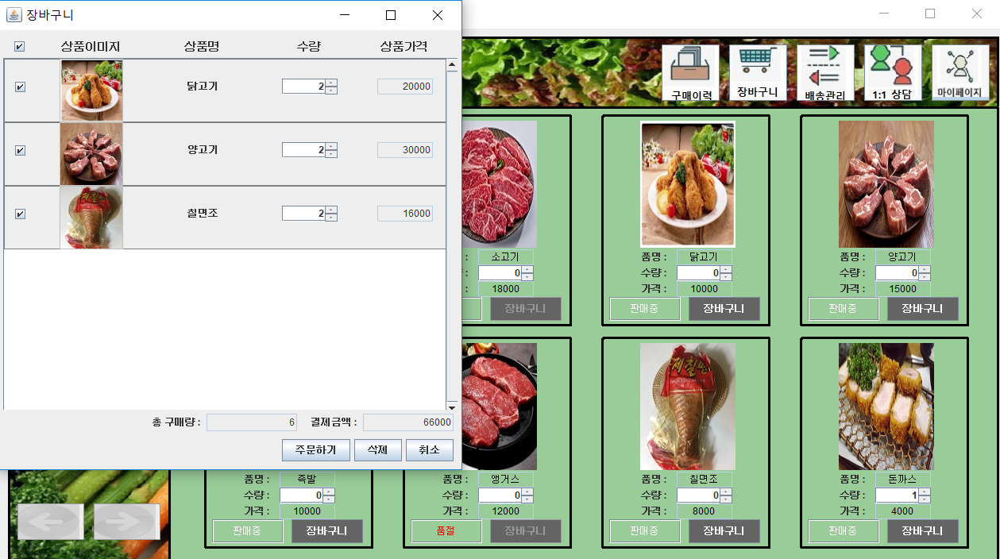 장바구니
상품이미지 상품명 수량 상품가격
닭고기 2 20000
양고기 2 30000
칠면조 2 16000
총 구매량 : 6 결제금액 : 66000
주문하기 삭제 취소
구매이력 장바구니 배송관리 1:1 상담 마이페이지
소고기
0
18000
장바구니
품명 : 닭고기
수량 : 0
가격 : 10000
판매중 장바구니
품명 : 양고기
수량 : 0
가격 : 15000
판매중 장바구니
품명 : 족발
수량 : 0
가격 : 10000
판매중 장바구니
품명 : 앵거스
수량 : 0
가격 : 12000
품절 장바구니
품명 : 칠면조
수량 : 0
가격 : 8000
판매중 장바구니
품명 : 돈까스
수량 : 1
가격 : 4000
판매중 장바구니